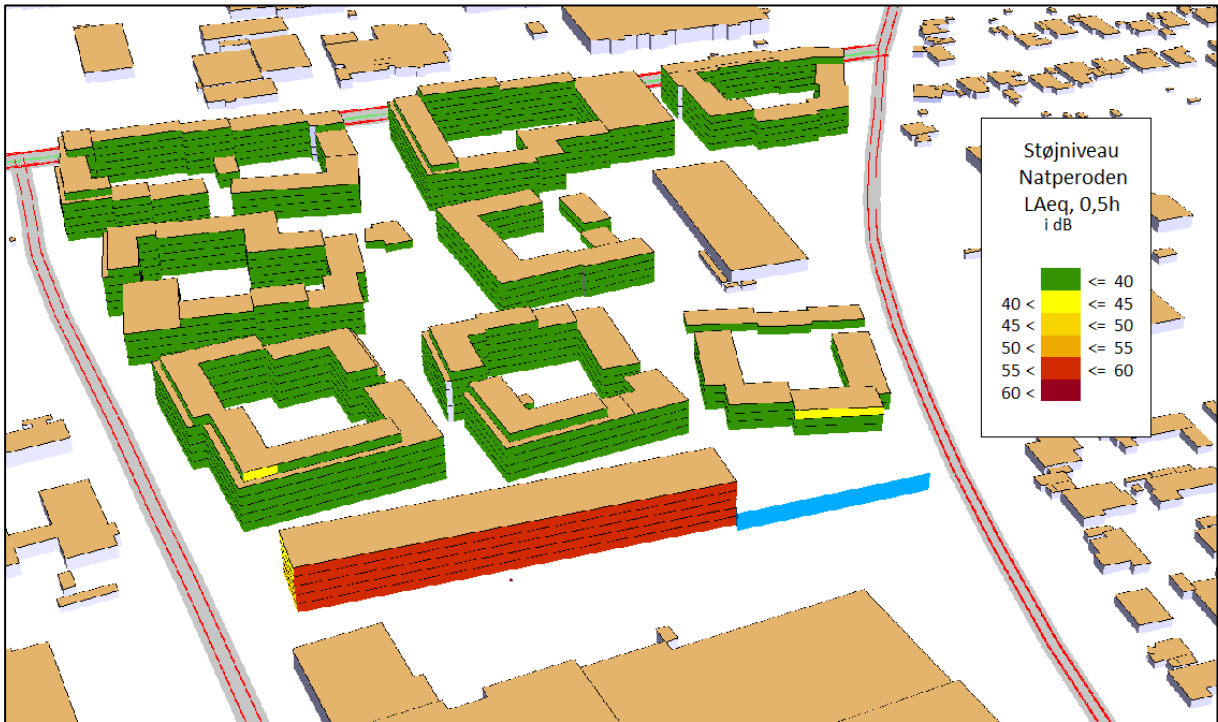 Støjniveau
Natperoden
LAeq, 0,5h
i dB
<= 40
40 < <= 45
45 < <= 50
50 < <= 55
55 < <= 60
60 <